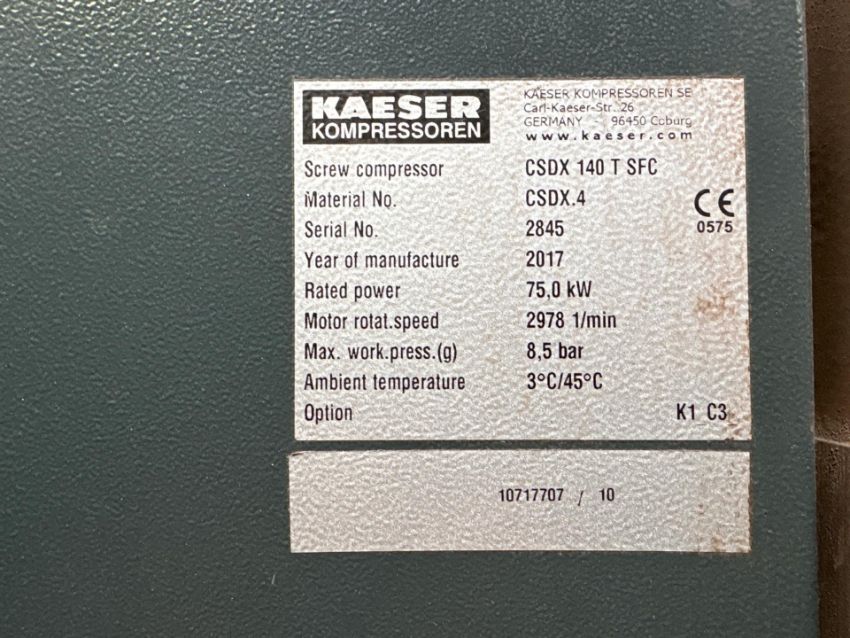 KAESER
KOMPRESSOREN
KAESER KOMPRESSOREN SE
Carl-Kaeser-Str. 26
GERMANY - 96450 Coburg
www.kaeser.com
Screw compressor CSDX 140 T SFC
Material No. CSDX.4
CE
Serial No. 2845
0575
Year of manufacture 2017
Rated power 75,0 kW
Motor rotat.speed 2978 1/min
Max. work.press.(g) 8,5 bar
Ambient temperature 3°C/45°C
Option K1 C3
10717707 / 10